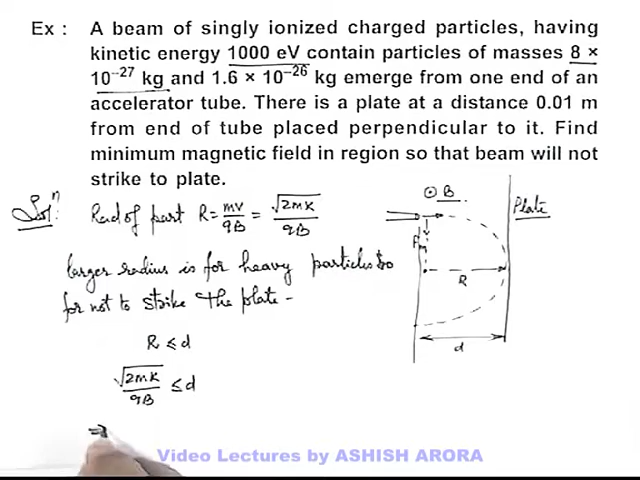 Ex : A beam of singly ionized charged particles, having
kinetic energy 1000 eV contain particles of masses 8 ×
10⁻²⁷ kg and 1.6 × 10⁻²⁶ kg emerge from one end of an
accelerator tube. There is a plate at a distance 0.01 m
from end of tube placed perpendicular to it. Find
minimum magnetic field in region so that beam will not
strike to plate.
Solⁿ: Rad of part R = mv/qB = √2mK/qB
⊙ B
Plate
larger radius is for heavy particles so
for not to strike the plate –
R
R ≤ d
d
√2mK/qB ≤ d
⇒
Video Lectures by ASHISH ARORA